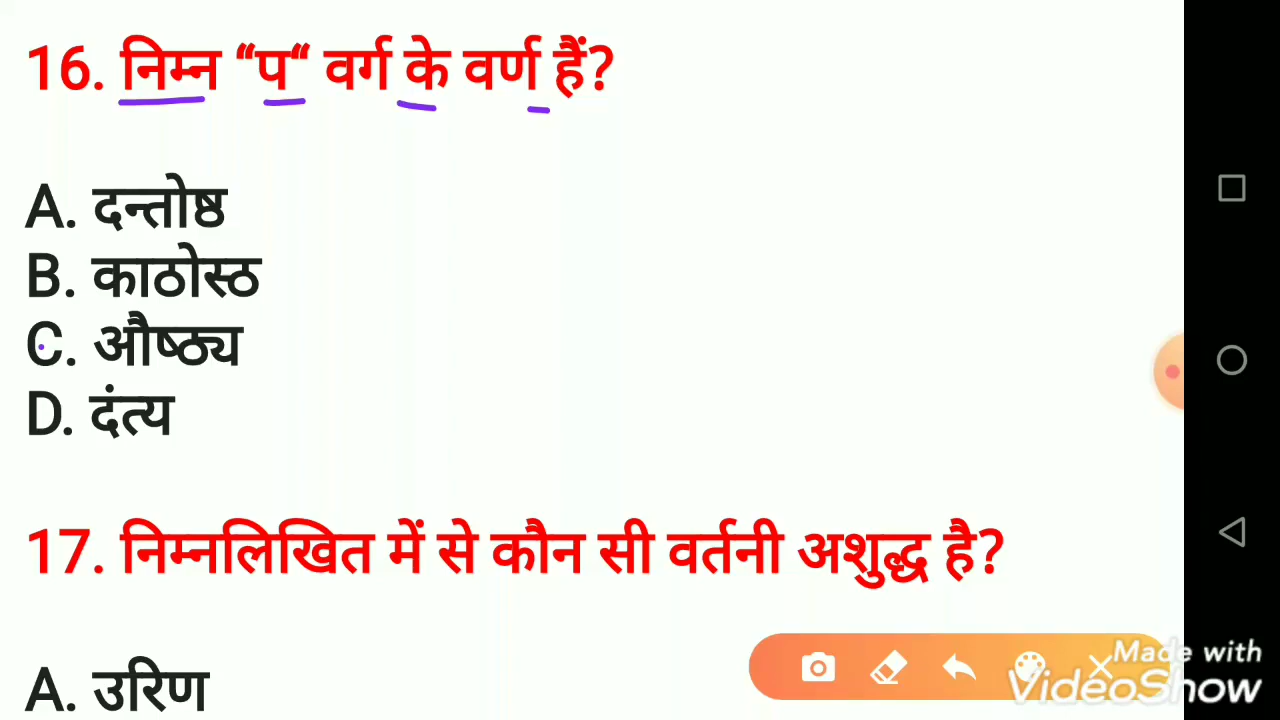 16. निम्न “प“ वर्ग के वर्ण हैं?
A. दन्तोष्ठ
B. काठोस्ठ
C. औष्ठ्य
D. दंत्य
17. निम्नलिखित में से कौन सी वर्तनी अशुद्ध है?
A. उरिण
Made with
VideoShow